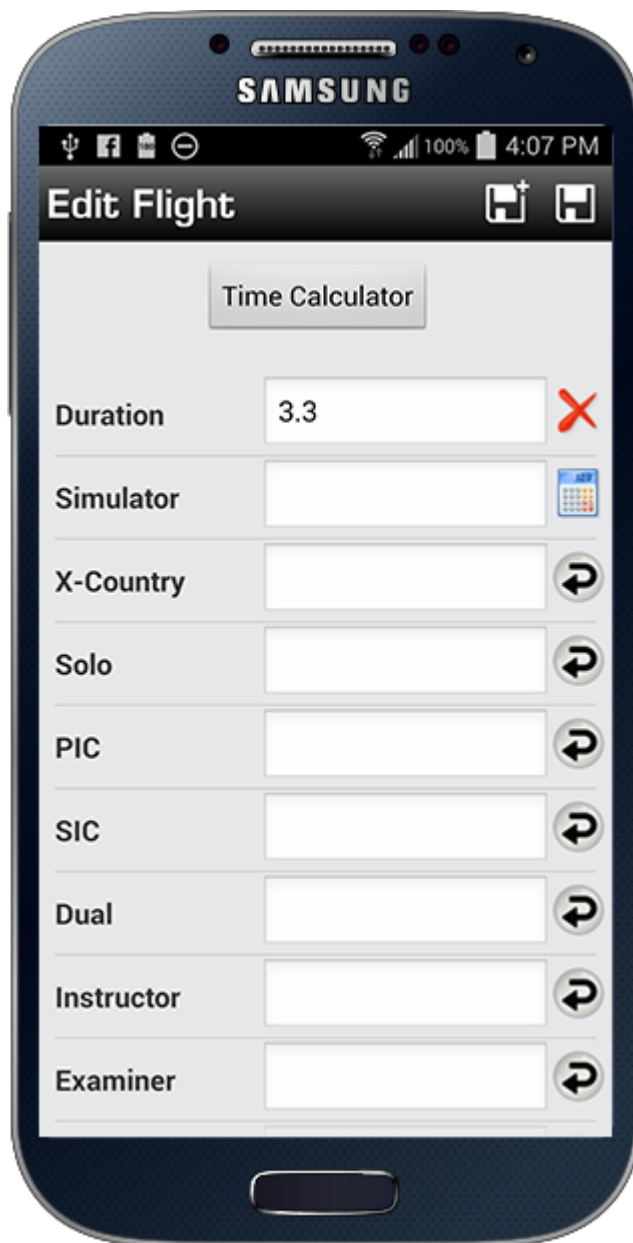 SAMSUNG
100% 4:07 PM
Edit Flight
Time Calculator
Duration 3.3
Simulator
X-Country
Solo
PIC
SIC
Dual
Instructor
Examiner